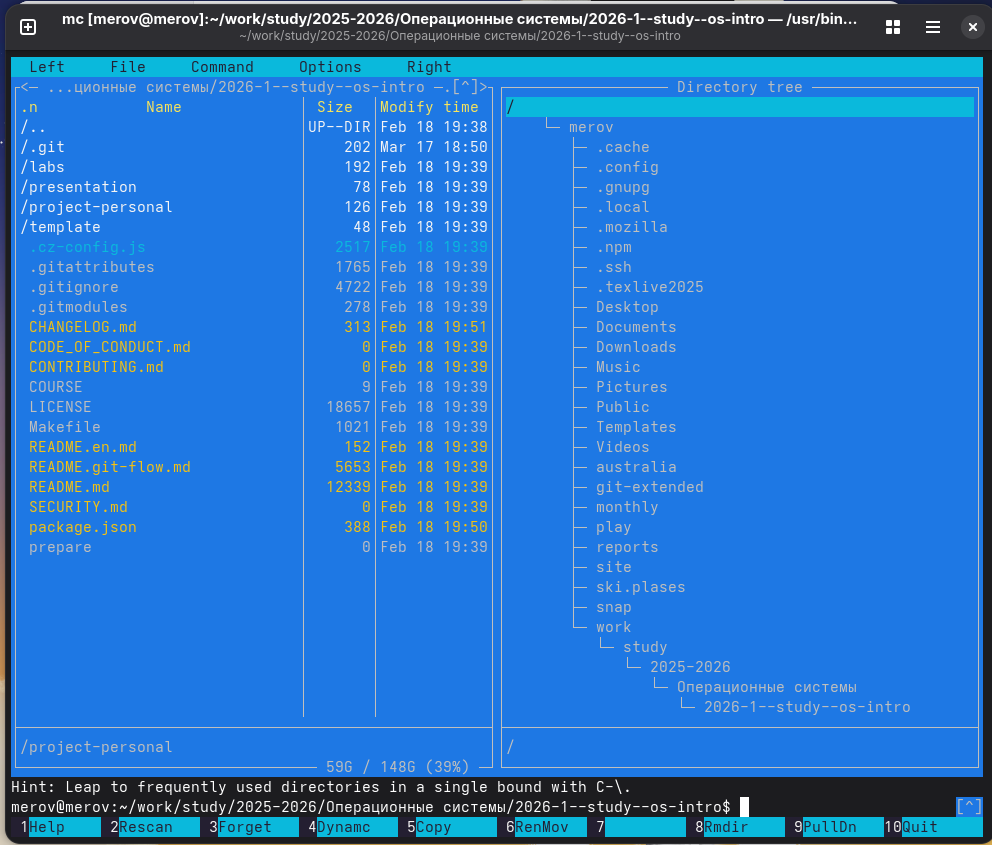 mc [merov@merov]:~/work/study/2025-2026/Операционные системы/2026-1--study--os-intro — /usr/bin...
~/work/study/2025-2026/Операционные системы/2026-1--study--os-intro
Left File Command Options Right
<— ...ционные системы/2026-1--study--os-intro —.[^]>
.n Name Size Modify time
/.. UP--DIR Feb 18 19:38
/.git 202 Mar 17 18:50
/labs 192 Feb 18 19:39
/presentation 78 Feb 18 19:39
/project-personal 126 Feb 18 19:39
/template 48 Feb 18 19:39
.cz-config.js 2517 Feb 18 19:39
.gitattributes 1765 Feb 18 19:39
.gitignore 4722 Feb 18 19:39
.gitmodules 278 Feb 18 19:39
CHANGELOG.md 313 Feb 18 19:51
CODE_OF_CONDUCT.md 0 Feb 18 19:39
CONTRIBUTING.md 0 Feb 18 19:39
COURSE 9 Feb 18 19:39
LICENSE 18657 Feb 18 19:39
Makefile 1021 Feb 18 19:39
README.en.md 152 Feb 18 19:39
README.git-flow.md 5653 Feb 18 19:39
README.md 12339 Feb 18 19:39
SECURITY.md 0 Feb 18 19:39
package.json 388 Feb 18 19:50
prepare 0 Feb 18 19:39
/project-personal
59G / 148G (39%)
Directory tree
/
merov
.cache
.config
.gnupg
.local
.mozilla
.npm
.ssh
.texlive2025
Desktop
Documents
Downloads
Music
Pictures
Public
Templates
Videos
australia
git-extended
monthly
play
reports
site
ski.plases
snap
work
study
2025-2026
Операционные системы
2026-1--study--os-intro
/
Hint: Leap to frequently used directories in a single bound with C-\.
merov@merov:~/work/study/2025-2026/Операционные системы/2026-1--study--os-intro$ [^]
1Help 2Rescan 3Forget 4Dynamc 5Copy 6RenMov 7 8Rmdir 9PullDn 10Quit